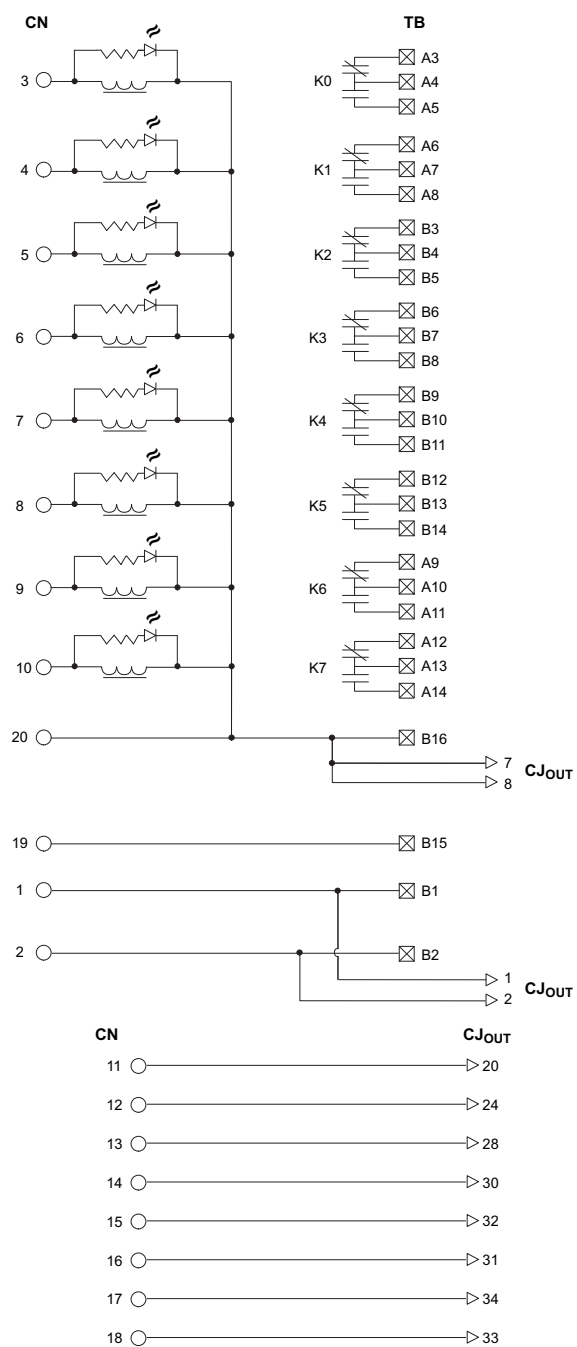 CN TB
3 K0 A3
A4
A5
4 K1 A6
A7
A8
5 K2 B3
B4
B5
6 K3 B6
B7
B8
7 K4 B9
B10
B11
8 K5 B12
B13
B14
9 K6 A9
A10
A11
10 K7 A12
A13
A14
20 B16
7 CJOUT
8
19 B15
1 B1
2 B2
1 CJOUT
2
CN CJOUT
11 20
12 24
13 28
14 30
15 32
16 31
17 34
18 33